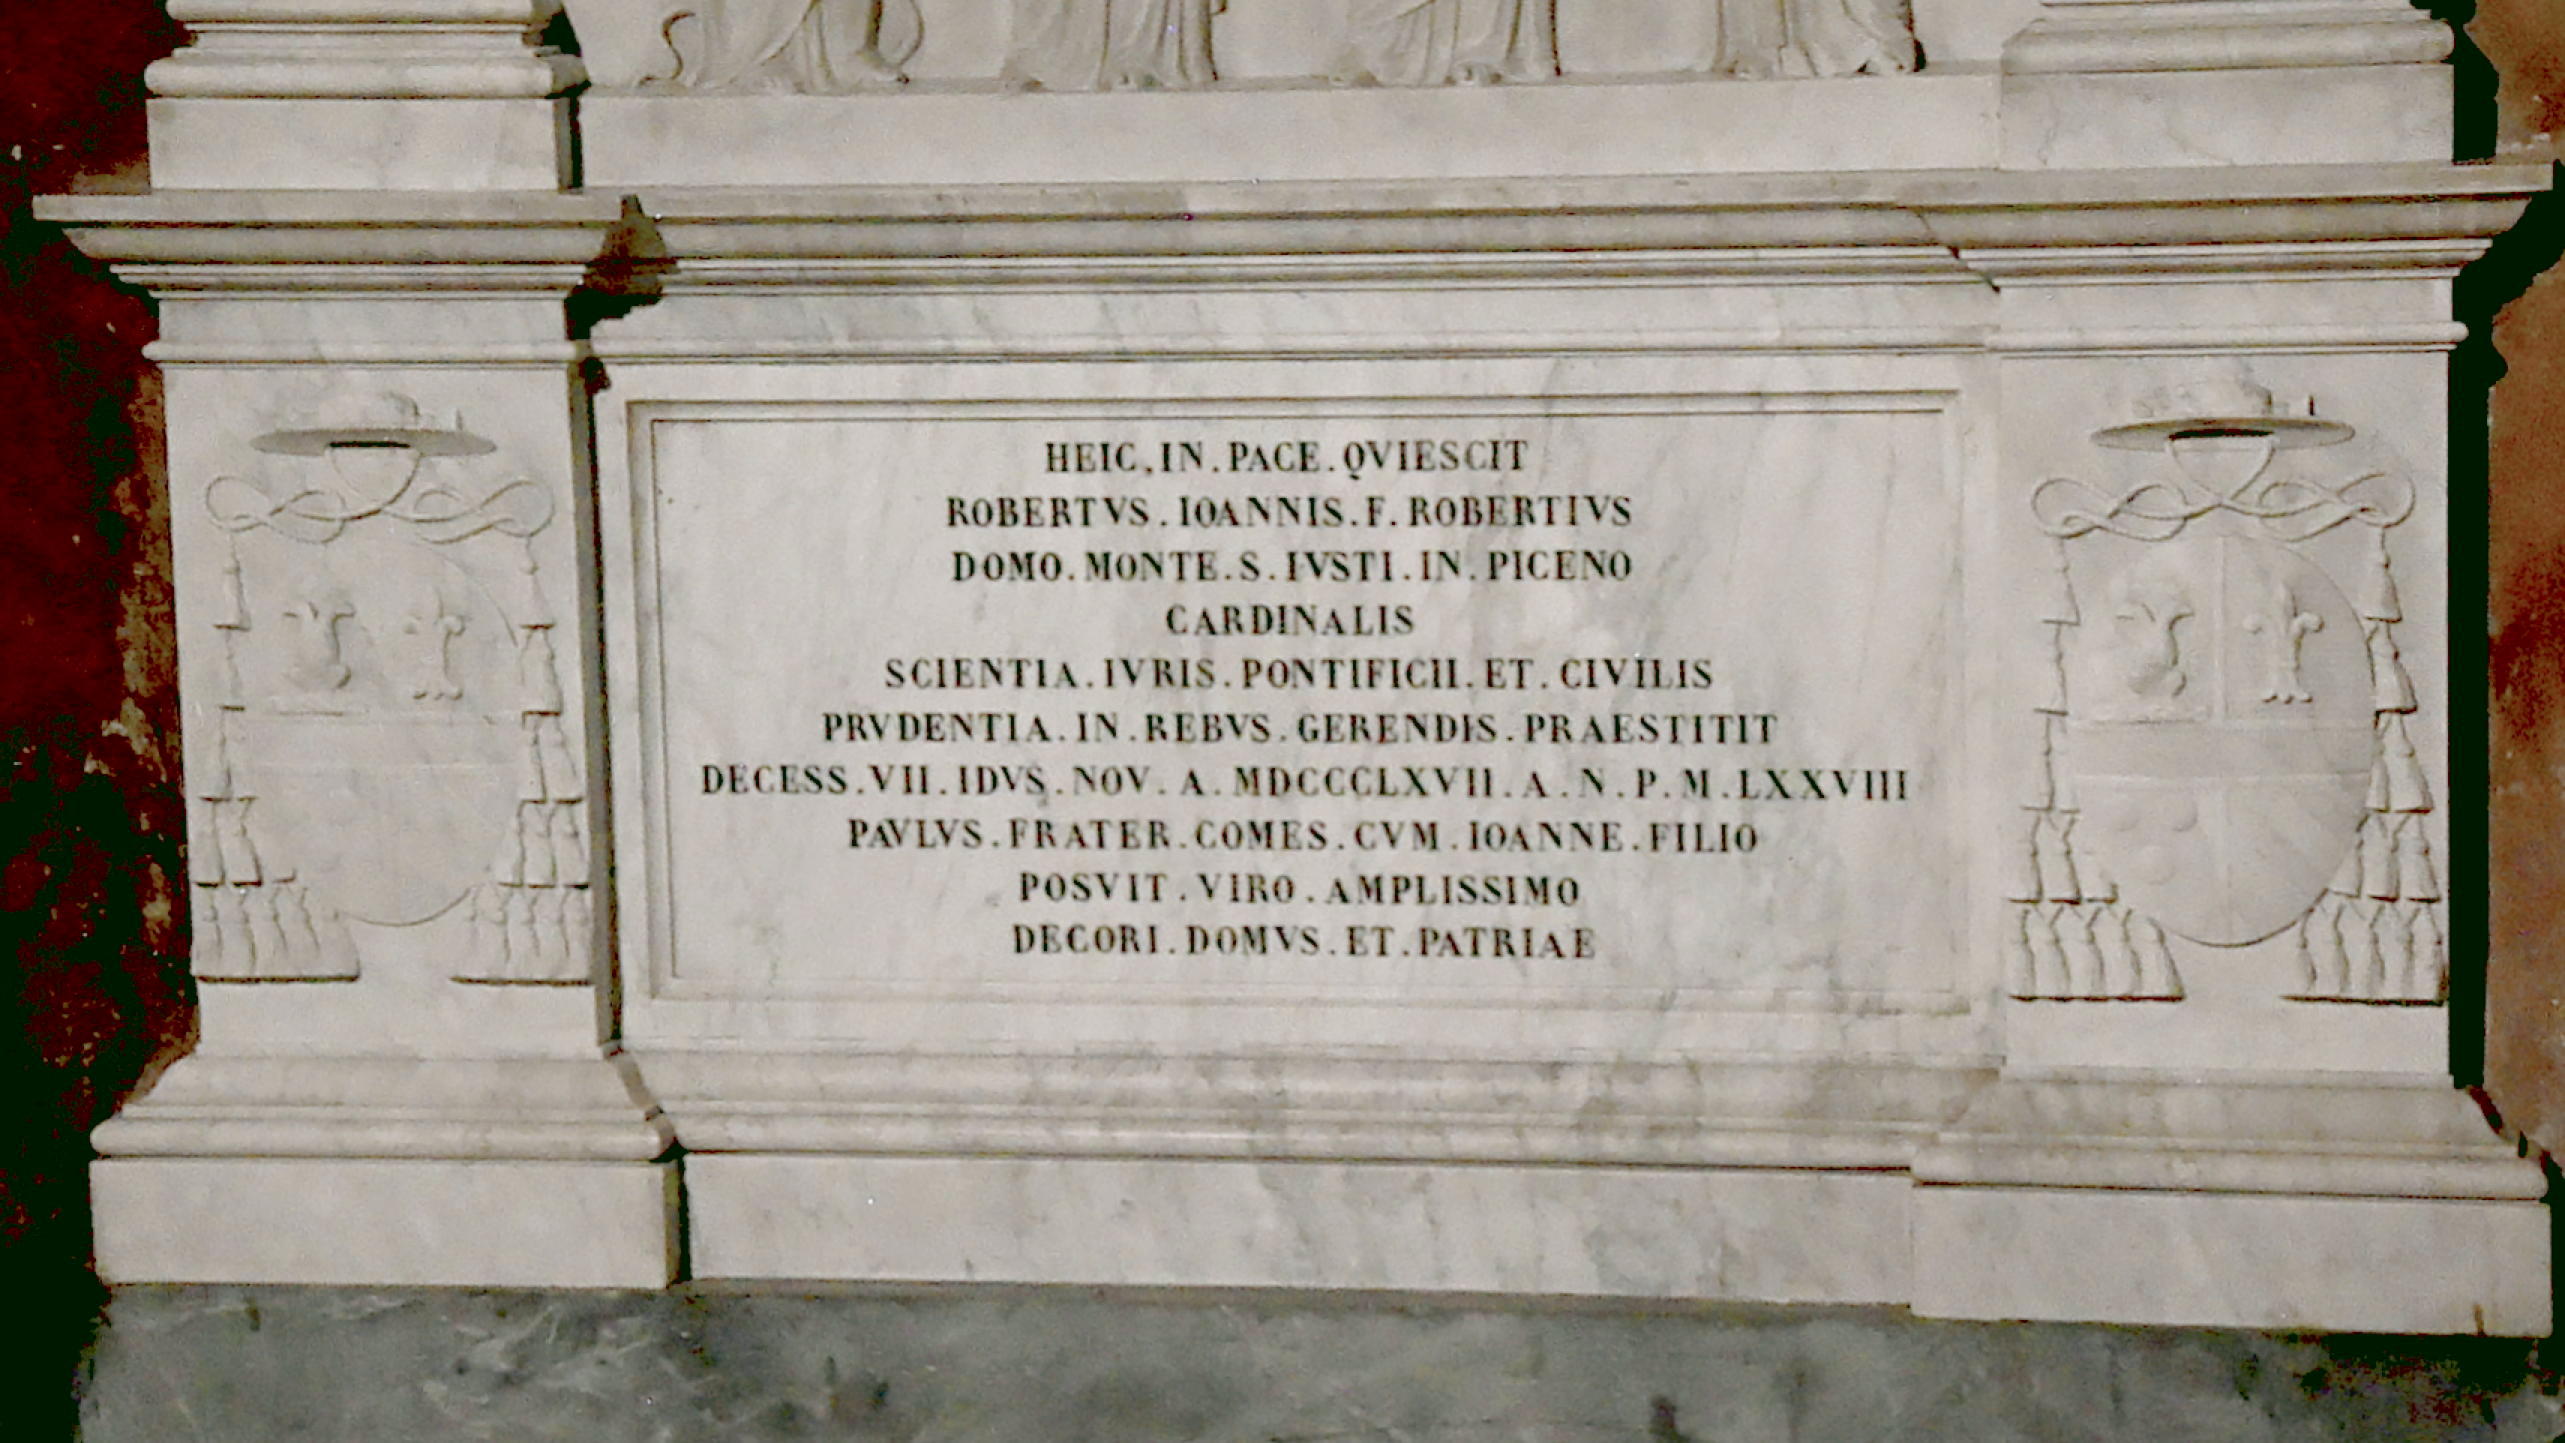 HEIC.IN.PACE.QVIESCIT
ROBERTVS.IOANNIS.F.ROBERTIVS
DOMO.MONTE.S.IVSTI.IN.PICENO
CARDINALIS
SCIENTIA.IVRIS.PONTIFICII.ET.CIVILIS
PRVDENTIA.IN.REBVS.GERENDIS.PRAESTITIT
DECESS.VII.IDVS.NOV.A.MDCCCLXVII.A.N.P.M.LXXVIII
PAVLVS.FRATER.COMES.CVM.IOANNE.FILIO
POSVIT.VIRO.AMPLISSIMO
DECORI.DOMVS.ET.PATRIAE